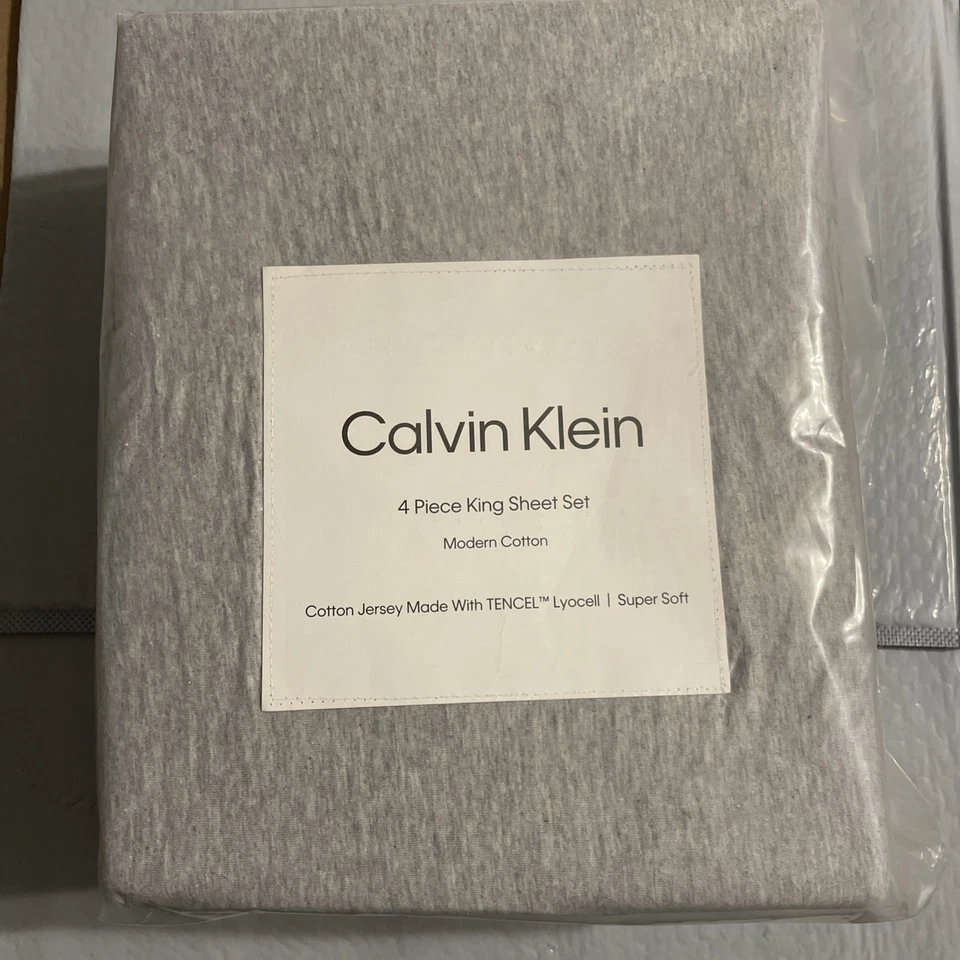 Calvin Klein
4 Piece King Sheet Set
Modern Cotton
Cotton Jersey Made With TENCEL™ Lyocell | Super Soft